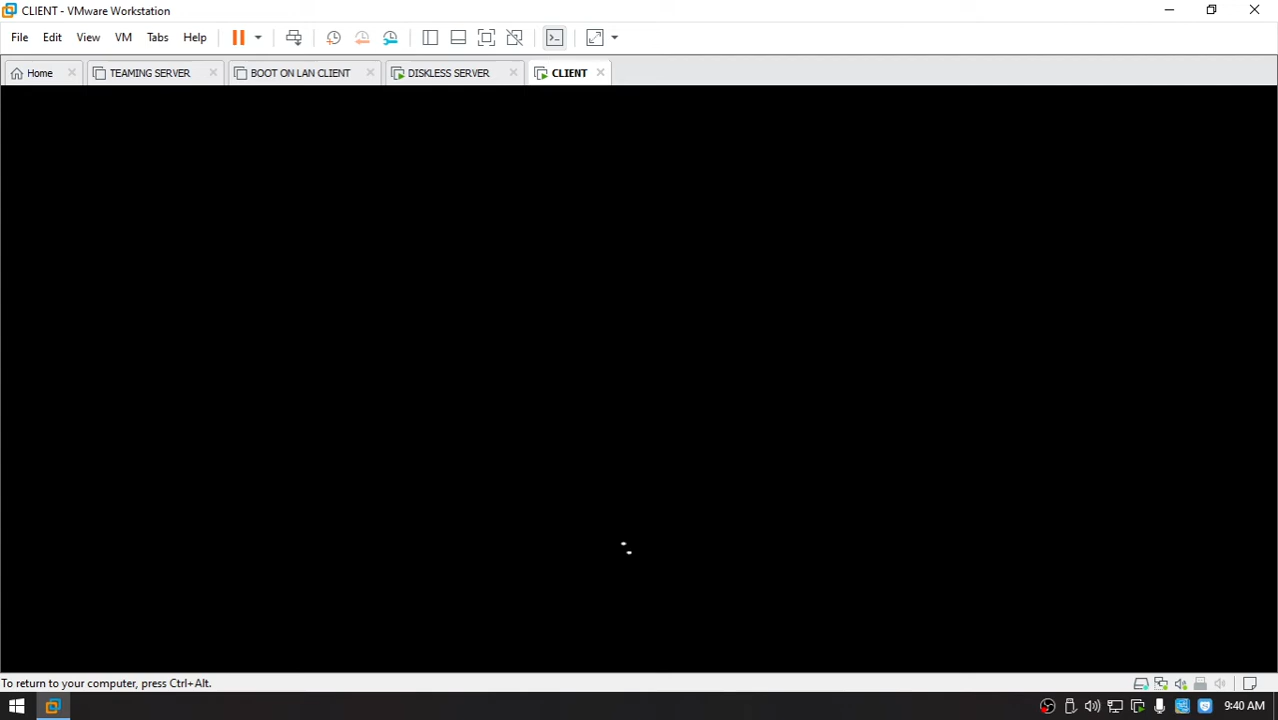 CLIENT - VMware Workstation
File Edit View VM Tabs Help
Home TEAMING SERVER BOOT ON LAN CLIENT DISKLESS SERVER CLIENT
To return to your computer, press Ctrl+Alt.
9:40 AM